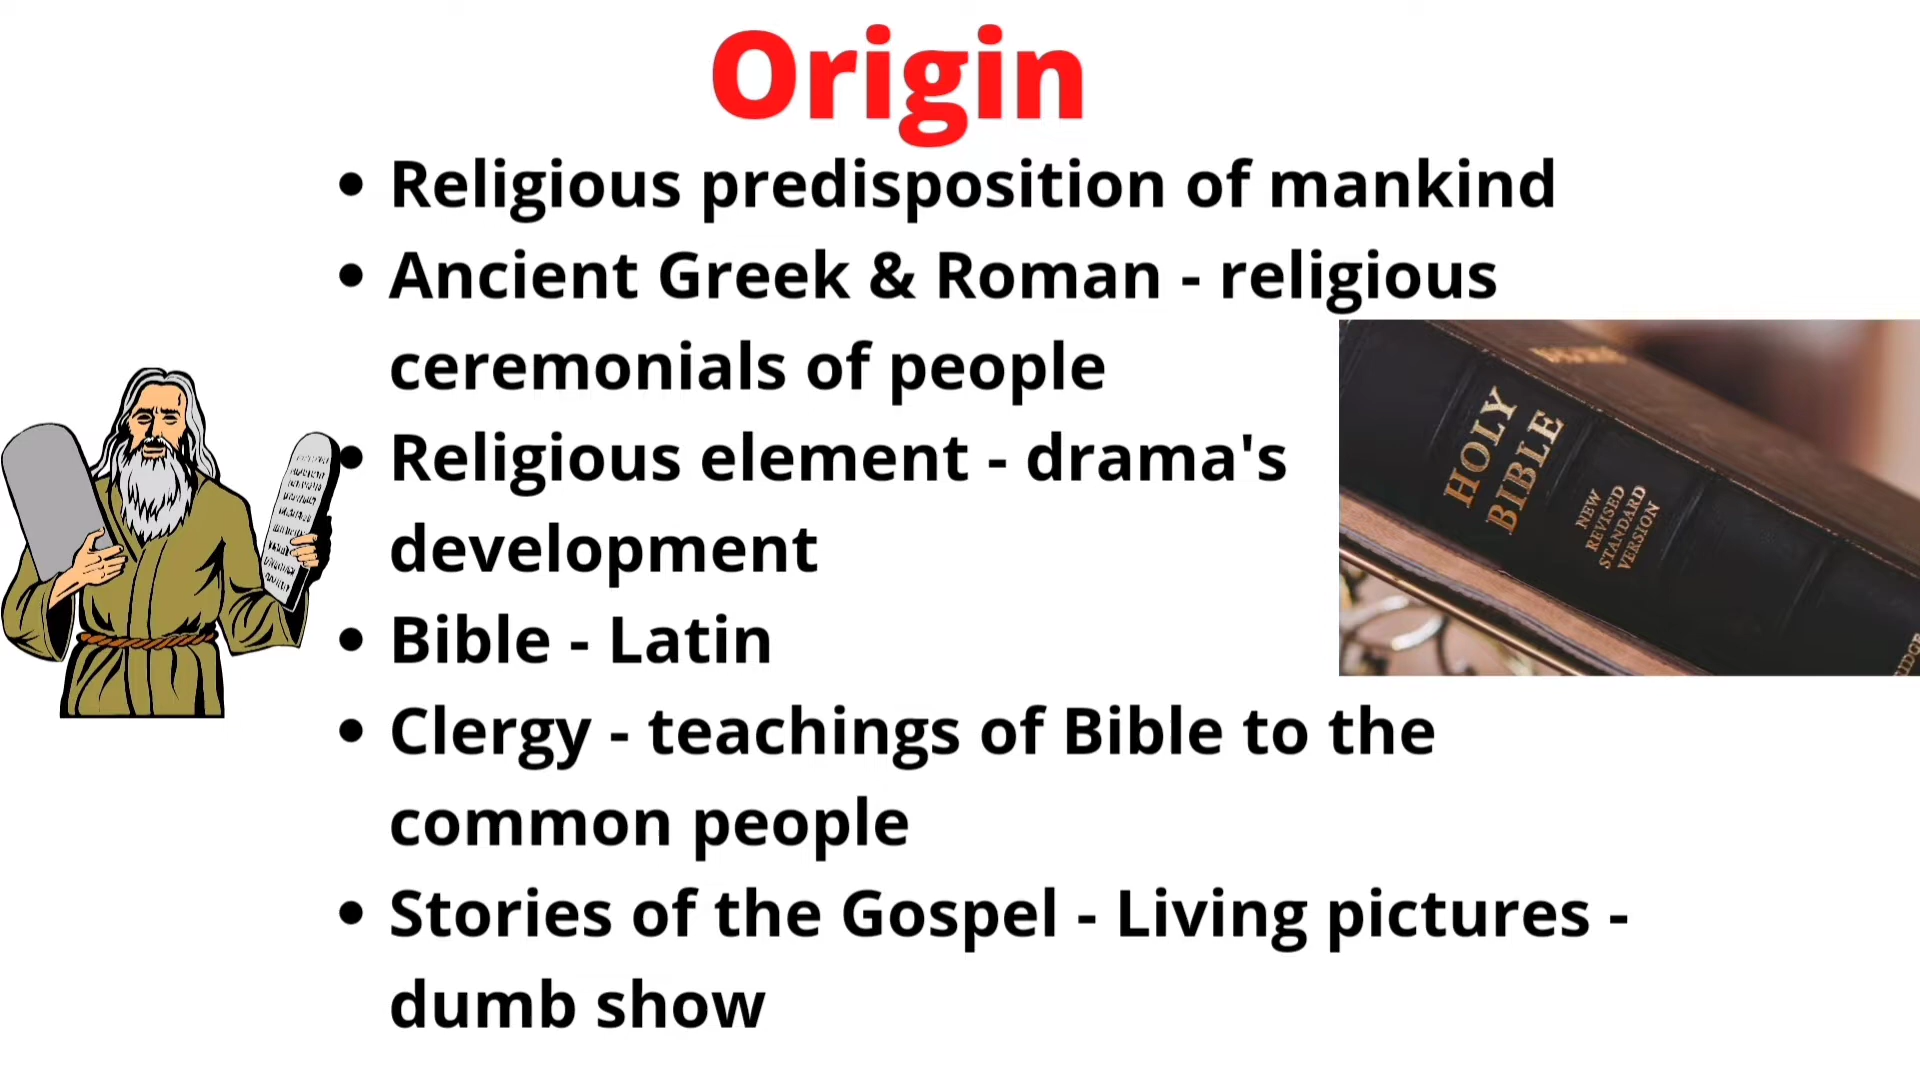 Origin
• Religious predisposition of mankind
• Ancient Greek & Roman - religious
ceremonials of people
• Religious element - drama's
development
• Bible - Latin
• Clergy - teachings of Bible to the
common people
• Stories of the Gospel - Living pictures -
dumb show
HOLY
BIBLE
NEW
REVISED
STANDARD
VERSION